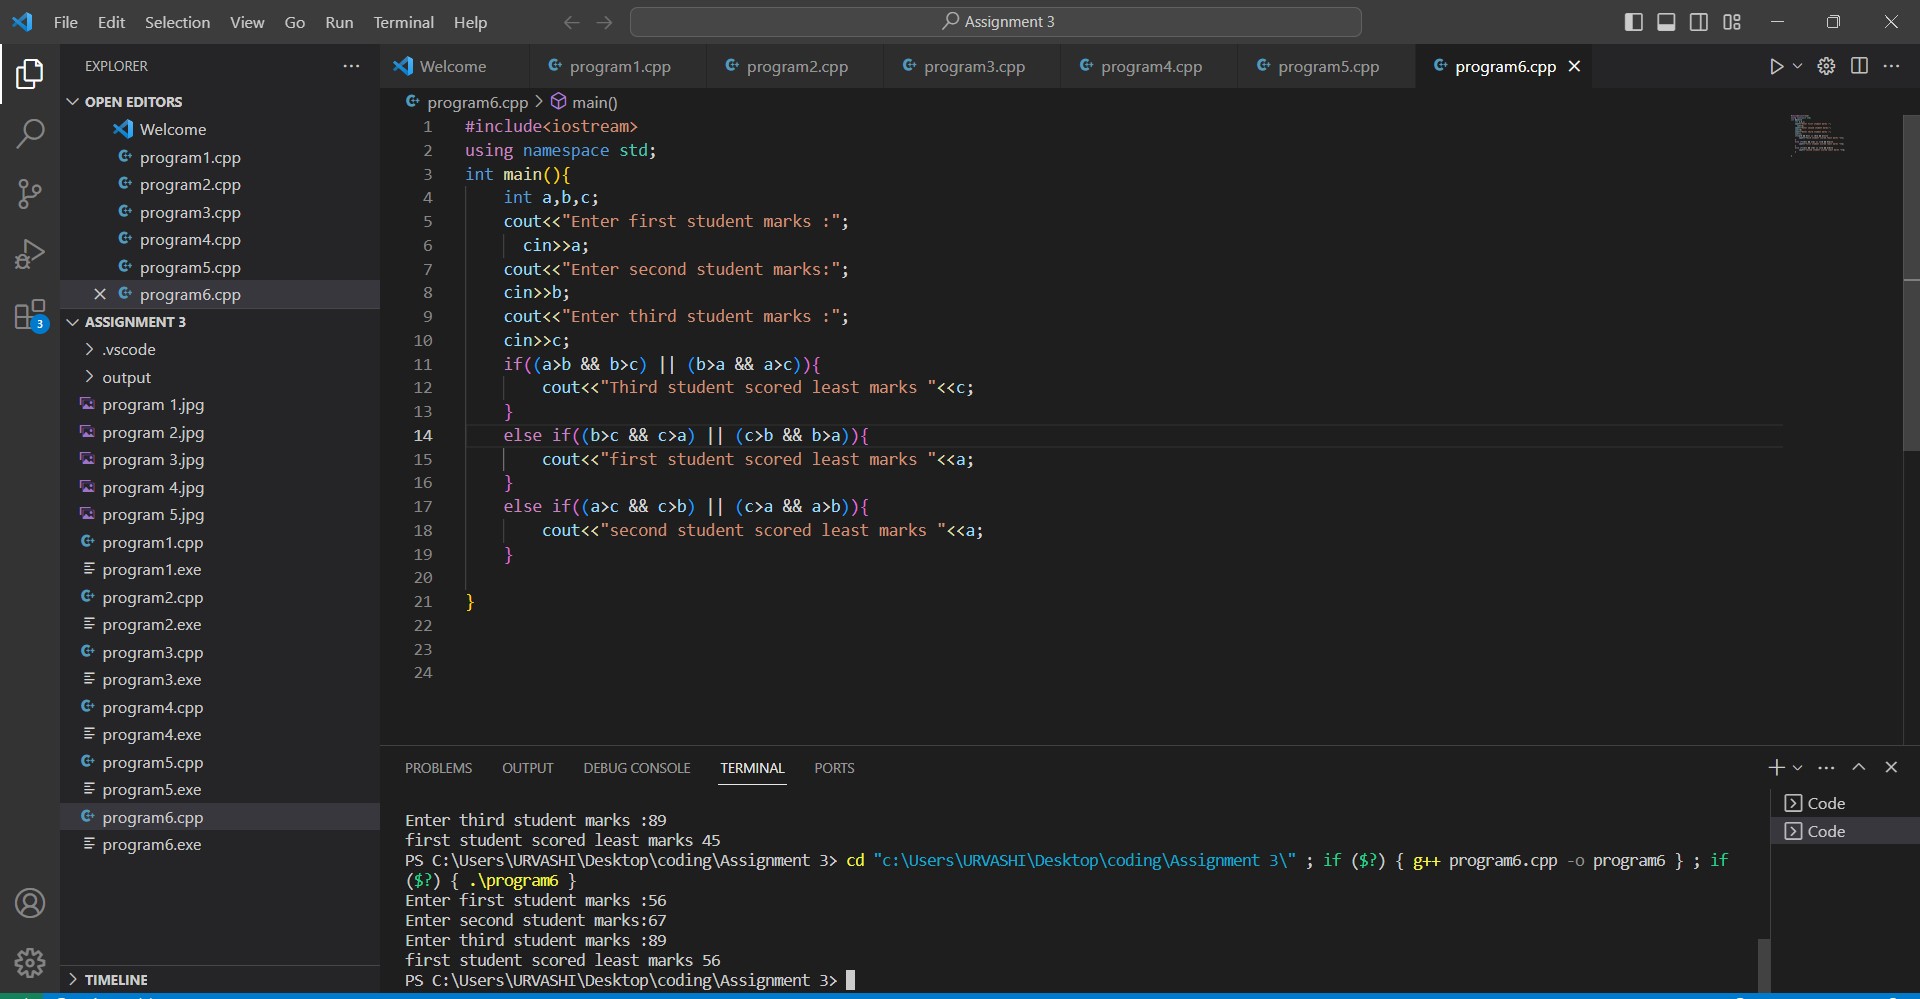 File Edit Selection View Go Run Terminal Help
Assignment 3
EXPLORER
OPEN EDITORS
Welcome
program1.cpp
program2.cpp
program3.cpp
program4.cpp
program5.cpp
program6.cpp
ASSIGNMENT 3
.vscode
output
program 1.jpg
program 2.jpg
program 3.jpg
program 4.jpg
program 5.jpg
program1.cpp
program1.exe
program2.cpp
program2.exe
program3.cpp
program3.exe
program4.cpp
program4.exe
program5.cpp
program5.exe
program6.cpp
program6.exe
TIMELINE
3
Welcome program1.cpp program2.cpp program3.cpp program4.cpp program5.cpp program6.cpp
program6.cpp > main()
1 #include<iostream>
2 using namespace std;
3 int main(){
4 int a,b,c;
5 cout<<"Enter first student marks :";
6 cin>>a;
7 cout<<"Enter second student marks:";
8 cin>>b;
9 cout<<"Enter third student marks :";
10 cin>>c;
11 if((a>b && b>c) || (b>a && a>c)){
12 cout<<"Third student scored least marks "<<c;
13 }
14 else if((b>c && c>a) || (c>b && b>a)){
15 cout<<"first student scored least marks "<<a;
16 }
17 else if((a>c && c>b) || (c>a && a>b)){
18 cout<<"second student scored least marks "<<a;
19 }
20
21 }
22
23
24
PROBLEMS OUTPUT DEBUG CONSOLE TERMINAL PORTS
Enter third student marks :89
first student scored least marks 45
PS C:\Users\URVASHI\Desktop\coding\Assignment 3> cd "c:\Users\URVASHI\Desktop\coding\Assignment 3\" ; if ($?) { g++ program6.cpp -o program6 } ; if
($?) { .\program6 }
Enter first student marks :56
Enter second student marks:67
Enter third student marks :89
first student scored least marks 56
PS C:\Users\URVASHI\Desktop\coding\Assignment 3>
Code
Code